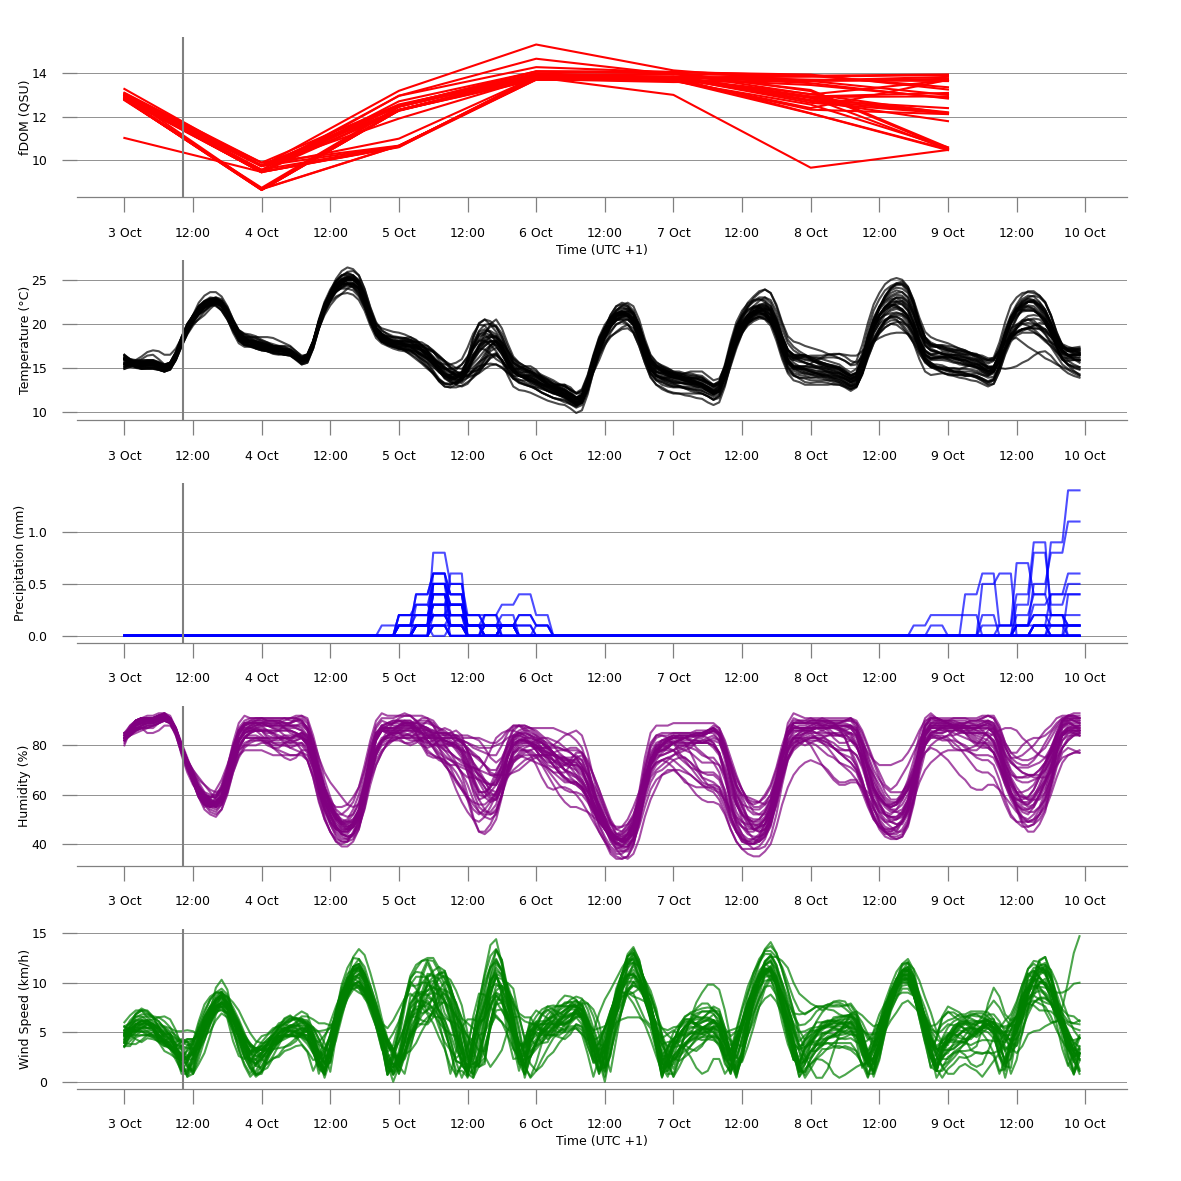 fDOM (QSU)
14
12
10
3 Oct 12:00 4 Oct 12:00 5 Oct 12:00 6 Oct 12:00 7 Oct 12:00 8 Oct 12:00 9 Oct 12:00 10 Oct
Time (UTC +1)
Temperature (°C)
25
20
15
10
3 Oct 12:00 4 Oct 12:00 5 Oct 12:00 6 Oct 12:00 7 Oct 12:00 8 Oct 12:00 9 Oct 12:00 10 Oct
Precipitation (mm)
1.0
0.5
0.0
3 Oct 12:00 4 Oct 12:00 5 Oct 12:00 6 Oct 12:00 7 Oct 12:00 8 Oct 12:00 9 Oct 12:00 10 Oct
Humidity (%)
80
60
40
3 Oct 12:00 4 Oct 12:00 5 Oct 12:00 6 Oct 12:00 7 Oct 12:00 8 Oct 12:00 9 Oct 12:00 10 Oct
Wind Speed (km/h)
15
10
5
0
3 Oct 12:00 4 Oct 12:00 5 Oct 12:00 6 Oct 12:00 7 Oct 12:00 8 Oct 12:00 9 Oct 12:00 10 Oct
Time (UTC +1)